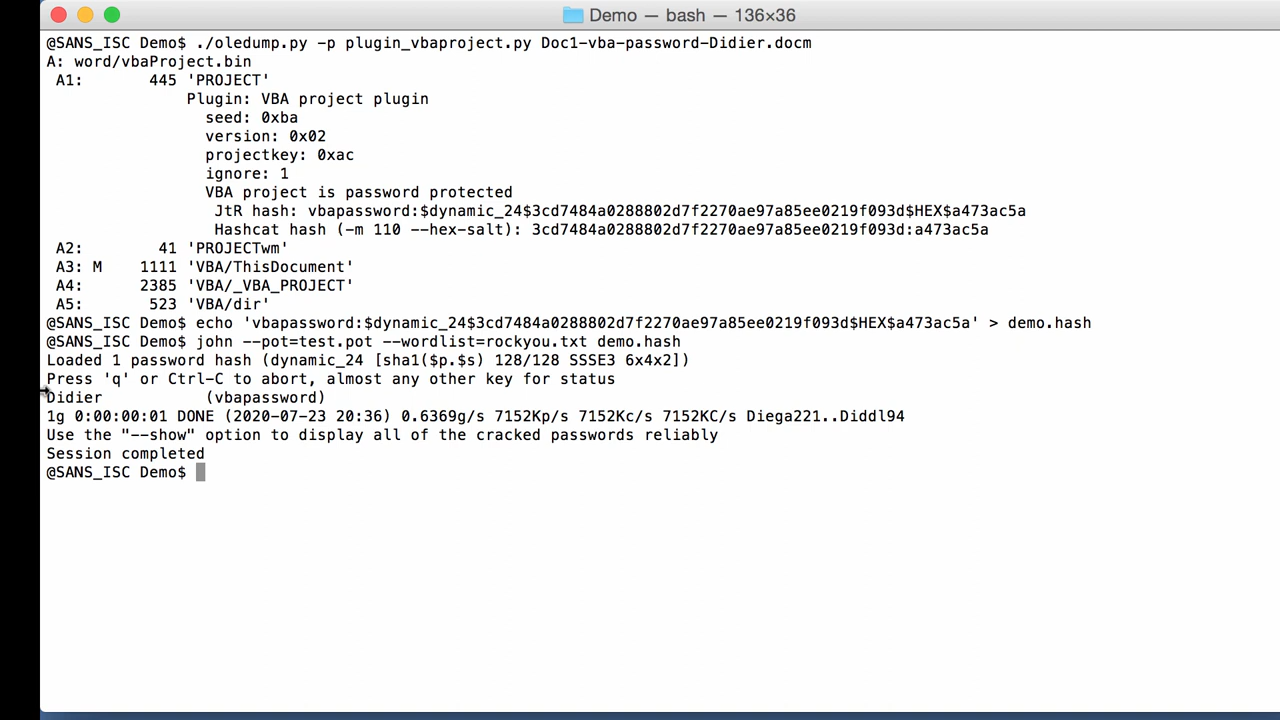 Demo — bash — 136×36
@SANS_ISC Demo$ ./oledump.py -p plugin_vbaproject.py Doc1-vba-password-Didier.docm
A: word/vbaProject.bin
 A1:       445 'PROJECT'
               Plugin: VBA project plugin
                 seed: 0xba
                 version: 0x02
                 projectkey: 0xac
                 ignore: 1
                 VBA project is password protected
                  JtR hash: vbapassword:$dynamic_24$3cd7484a0288802d7f2270ae97a85ee0219f093d$HEX$a473ac5a
                  Hashcat hash (-m 110 --hex-salt): 3cd7484a0288802d7f2270ae97a85ee0219f093d:a473ac5a
 A2:        41 'PROJECTwm'
 A3: M    1111 'VBA/ThisDocument'
 A4:      2385 'VBA/_VBA_PROJECT'
 A5:       523 'VBA/dir'
@SANS_ISC Demo$ echo 'vbapassword:$dynamic_24$3cd7484a0288802d7f2270ae97a85ee0219f093d$HEX$a473ac5a' > demo.hash
@SANS_ISC Demo$ john --pot=test.pot --wordlist=rockyou.txt demo.hash
Loaded 1 password hash (dynamic_24 [sha1($p.$s) 128/128 SSSE3 6x4x2])
Press 'q' or Ctrl-C to abort, almost any other key for status
Didier           (vbapassword)
1g 0:00:00:01 DONE (2020-07-23 20:36) 0.6369g/s 7152Kp/s 7152Kc/s 7152KC/s Diega221..Diddl94
Use the "--show" option to display all of the cracked passwords reliably
Session completed
@SANS_ISC Demo$